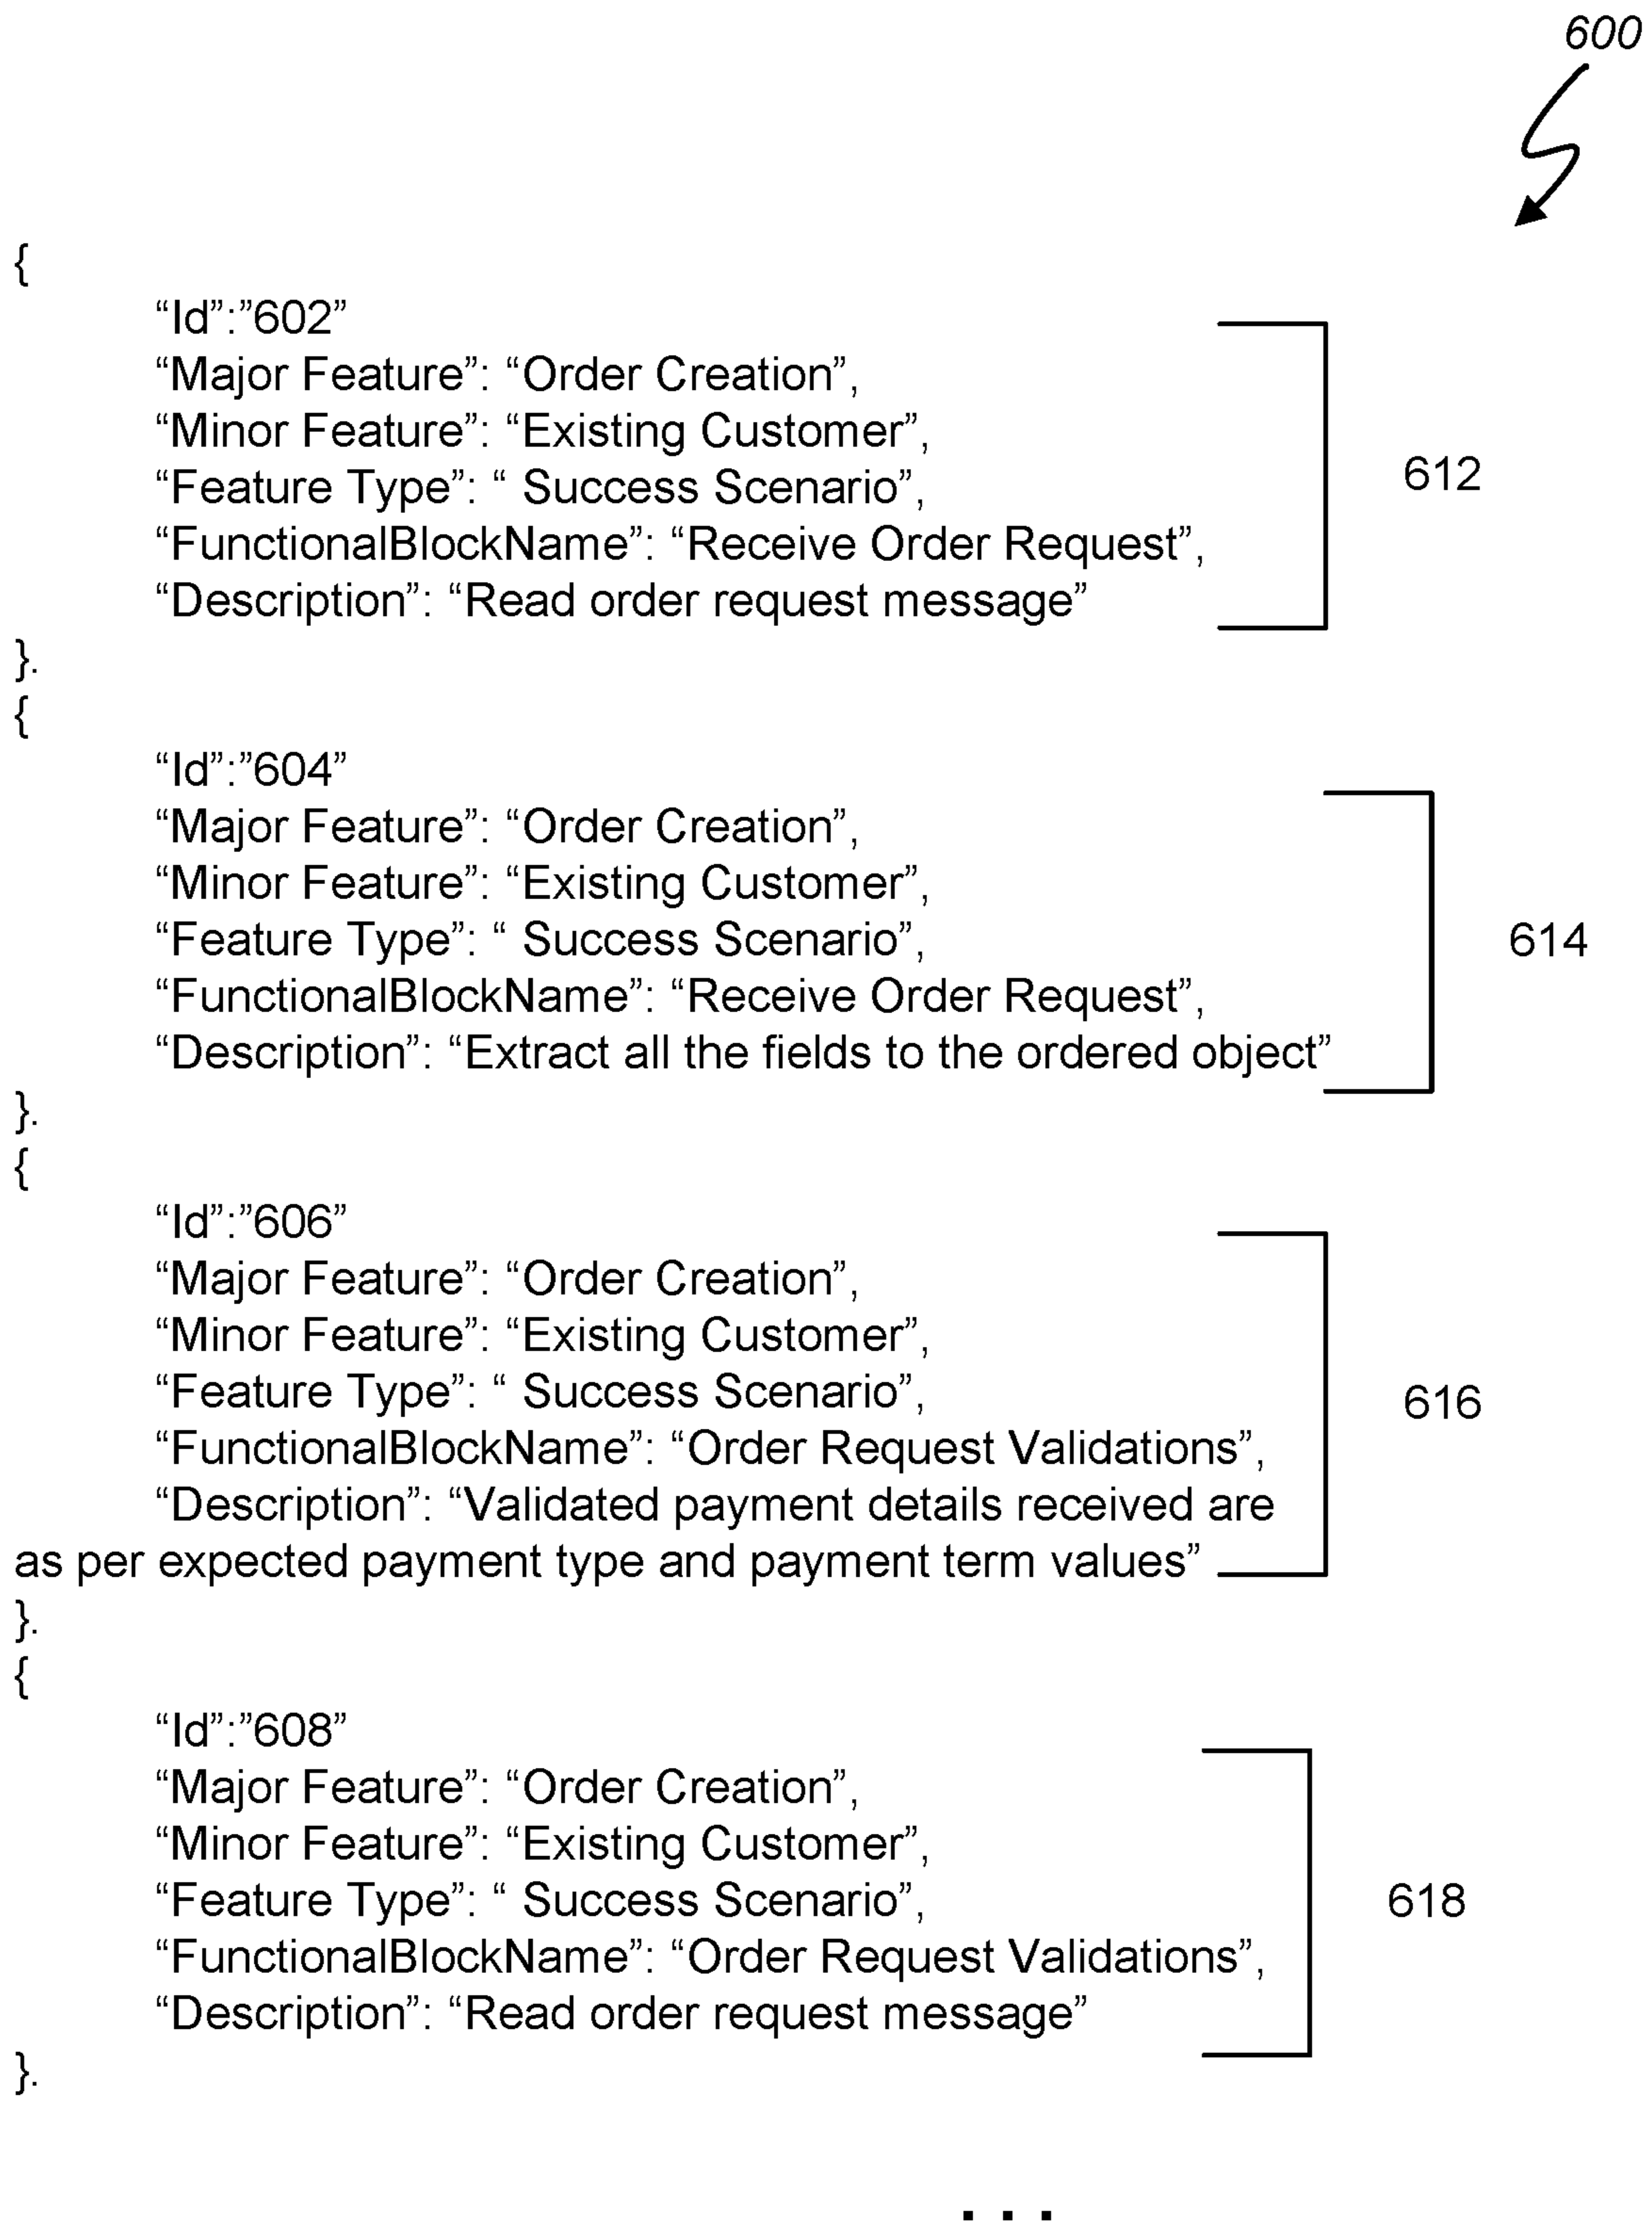 600
{
“Id”:”602”
“Major Feature”: “Order Creation”,
“Minor Feature”: “Existing Customer”,
“Feature Type”: “ Success Scenario”,
612
“FunctionalBlockName”: “Receive Order Request”,
“Description”: “Read order request message”
}.
{
“Id”:”604”
“Major Feature”: “Order Creation”,
“Minor Feature”: “Existing Customer”,
“Feature Type”: “ Success Scenario”,
614
“FunctionalBlockName”: “Receive Order Request”,
“Description”: “Extract all the fields to the ordered object”
}.
{
“Id”:”606”
“Major Feature”: “Order Creation”,
“Minor Feature”: “Existing Customer”,
“Feature Type”: “ Success Scenario”,
616
“FunctionalBlockName”: “Order Request Validations”,
“Description”: “Validated payment details received are
as per expected payment type and payment term values”
}.
{
“Id”:”608”
“Major Feature”: “Order Creation”,
“Minor Feature”: “Existing Customer”,
“Feature Type”: “ Success Scenario”,
618
“FunctionalBlockName”: “Order Request Validations”,
“Description”: “Read order request message”
}.
. . .